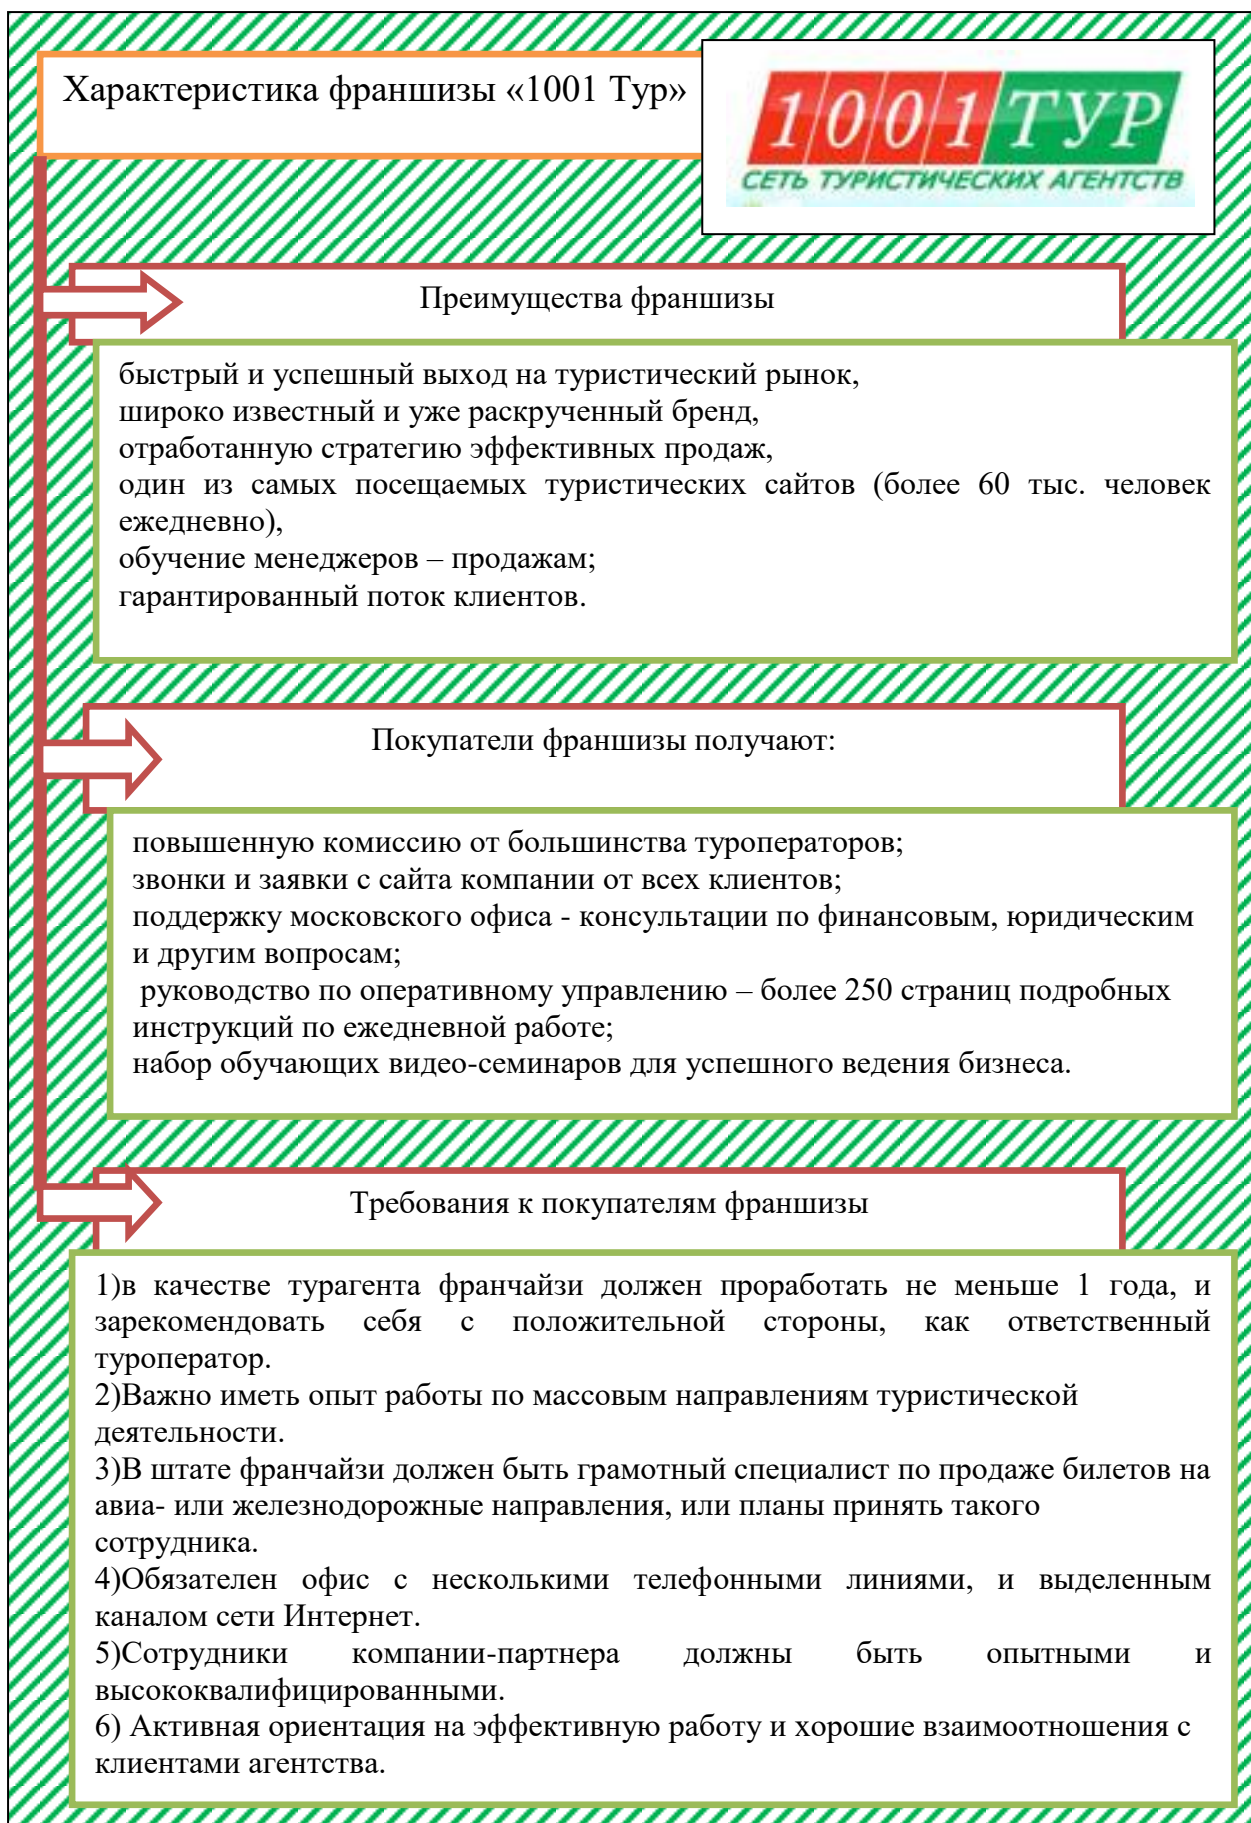 Характеристика франшизы «1001 Тур»
1001 ТУР
СЕТЬ ТУРИСТИЧЕСКИХ АГЕНТСТВ
Преимущества франшизы
быстрый и успешный выход на туристический рынок,
широко известный и уже раскрученный бренд,
отработанную стратегию эффективных продаж,
один из самых посещаемых туристических сайтов (более 60 тыс. человек
ежедневно),
обучение менеджеров – продажам;
гарантированный поток клиентов.
Покупатели франшизы получают:
повышенную комиссию от большинства туроператоров;
звонки и заявки с сайта компании от всех клиентов;
поддержку московского офиса - консультации по финансовым, юридическим
и другим вопросам;
руководство по оперативному управлению – более 250 страниц подробных
инструкций по ежедневной работе;
набор обучающих видео-семинаров для успешного ведения бизнеса.
Требования к покупателям франшизы
1)в качестве турагента франчайзи должен проработать не меньше 1 года, и
зарекомендовать себя с положительной стороны, как ответственный
туроператор.
2)Важно иметь опыт работы по массовым направлениям туристической
деятельности.
3)В штате франчайзи должен быть грамотный специалист по продаже билетов на
авиа- или железнодорожные направления, или планы принять такого
сотрудника.
4)Обязателен офис с несколькими телефонными линиями, и выделенным
каналом сети Интернет.
5)Сотрудники компании-партнера должны быть опытными и
высококвалифицированными.
6) Активная ориентация на эффективную работу и хорошие взаимоотношения с
клиентами агентства.